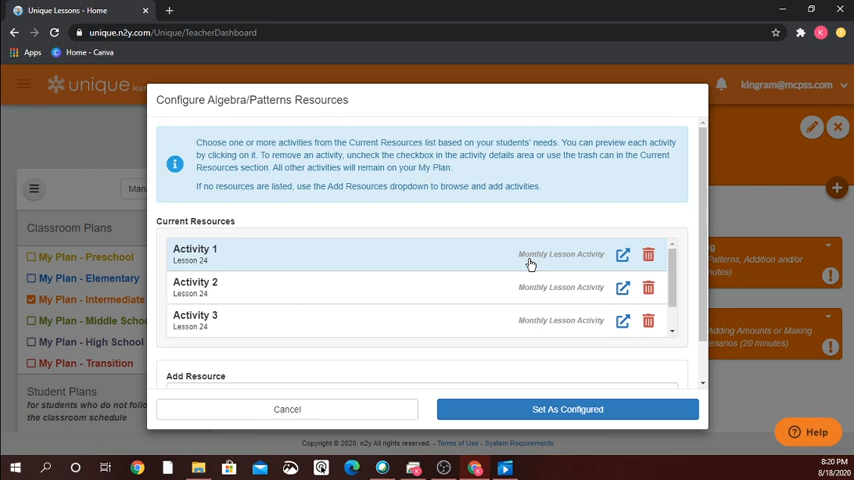 Unique Lessons - Home
unique.n2y.com/Unique/TeacherDashboard
K
Apps
Home - Canva
unique
kingram@mcpss.com
Configure Algebra/Patterns Resources
Choose one or more activities from the Current Resources list based on your students' needs. You can preview each activity
by clicking on it. To remove an activity, uncheck the checkbox in the activity details area or use the trash can in the Current
Resources section. All other activities will remain on your My Plan.
If no resources are listed, use the Add Resources dropdown to browse and add activities.
Classroom Plans
My Plan - Preschool
My Plan - Elementary
My Plan - Intermediate
My Plan - Middle
My Plan - High School
My Plan - Transition
Student Plans
for students who do not
the classroom schedule
Current Resources
Activity 1
Lesson 24
Monthly Lesson Activity
Activity 2
Lesson 24
Monthly Lesson Activity
Activity 3
Lesson 24
Monthly Lesson Activity
Patterns, Addition and/or
Adding Amounts or Making
(20 minutes)
Add Resource
Cancel
Set As Configured
Help
Copyright © 2020, n2y All rights reserved. - Terms of Use - System Requirements
8:20 PM
8/18/2020